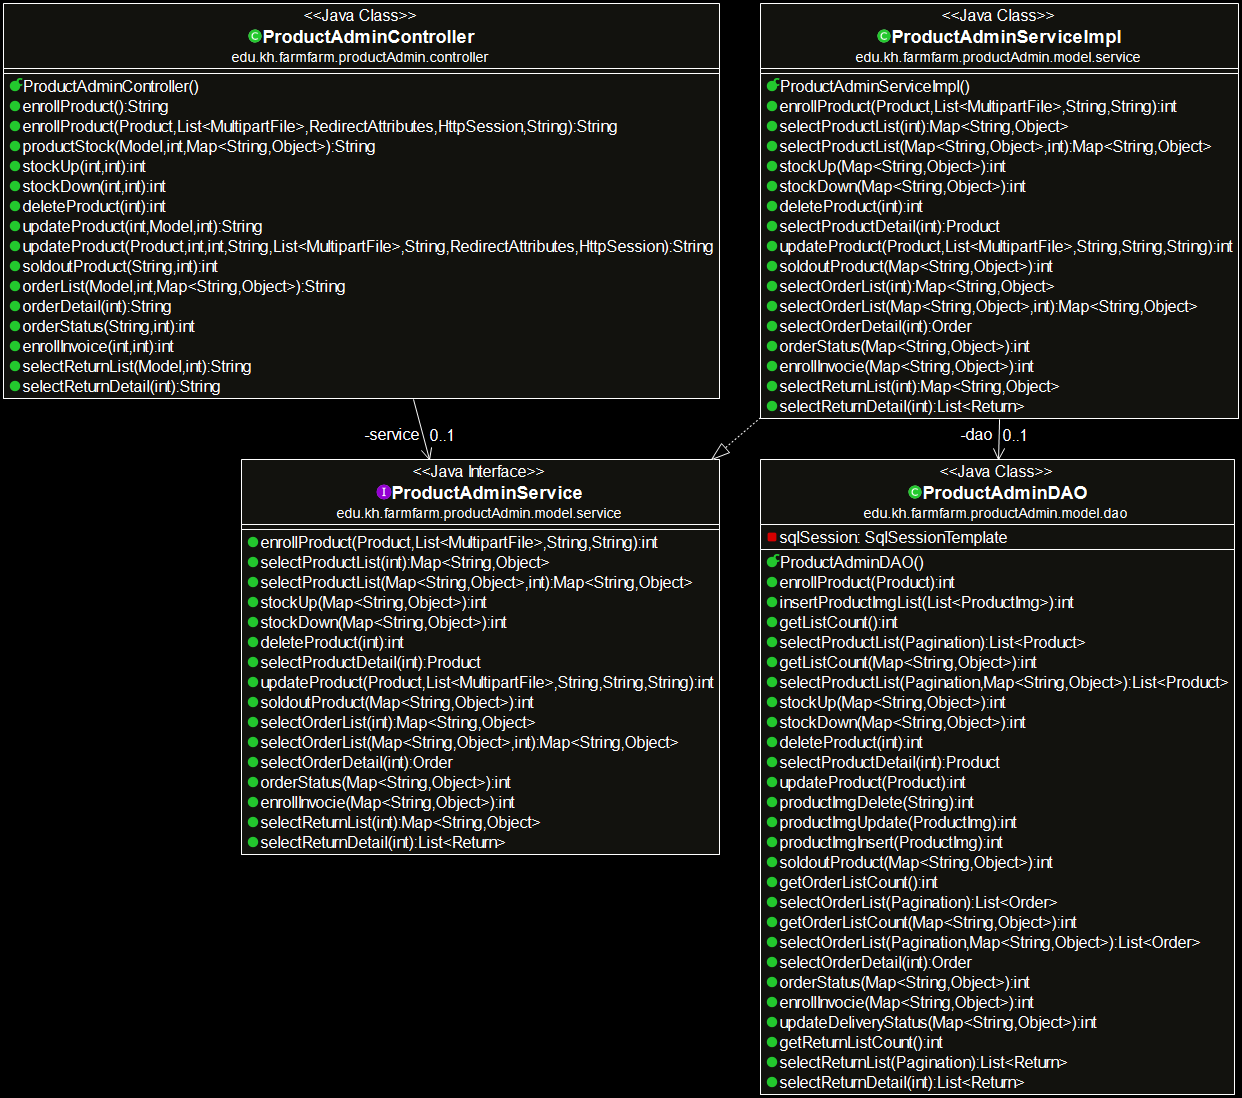 <<Java Class>>
ProductAdminController
edu.kh.farmfarm.productAdmin.controller
ProductAdminController()
enrollProduct():String
enrollProduct(Product,List<MultipartFile>,RedirectAttributes,HttpSession,String):String
productStock(Model,int,Map<String,Object>):String
stockUp(int,int):int
stockDown(int,int):int
deleteProduct(int):int
updateProduct(int,Model,int):String
updateProduct(Product,int,int,String,List<MultipartFile>,String,RedirectAttributes,HttpSession):String
soldoutProduct(String,int):int
orderList(Model,int,Map<String,Object>):String
orderDetail(int):String
orderStatus(String,int):int
enrollInvoice(int,int):int
selectReturnList(Model,int):String
selectReturnDetail(int):String
<<Java Class>>
ProductAdminServiceImpl
edu.kh.farmfarm.productAdmin.model.service
ProductAdminServiceImpl()
enrollProduct(Product,List<MultipartFile>,String,String):int
selectProductList(int):Map<String,Object>
selectProductList(Map<String,Object>,int):Map<String,Object>
stockUp(Map<String,Object>):int
stockDown(Map<String,Object>):int
deleteProduct(int):int
selectProductDetail(int):Product
updateProduct(Product,List<MultipartFile>,String,String,String):int
soldoutProduct(Map<String,Object>):int
selectOrderList(int):Map<String,Object>
selectOrderList(Map<String,Object>,int):Map<String,Object>
selectOrderDetail(int):Order
orderStatus(Map<String,Object>):int
enrollInvocie(Map<String,Object>):int
selectReturnList(int):Map<String,Object>
selectReturnDetail(int):List<Return>
-service 0..1
-dao 0..1
<<Java Interface>>
I ProductAdminService
edu.kh.farmfarm.productAdmin.model.service
enrollProduct(Product,List<MultipartFile>,String,String):int
selectProductList(int):Map<String,Object>
selectProductList(Map<String,Object>,int):Map<String,Object>
stockUp(Map<String,Object>):int
stockDown(Map<String,Object>):int
deleteProduct(int):int
selectProductDetail(int):Product
updateProduct(Product,List<MultipartFile>,String,String,String):int
soldoutProduct(Map<String,Object>):int
selectOrderList(int):Map<String,Object>
selectOrderList(Map<String,Object>,int):Map<String,Object>
selectOrderDetail(int):Order
orderStatus(Map<String,Object>):int
enrollInvocie(Map<String,Object>):int
selectReturnList(int):Map<String,Object>
selectReturnDetail(int):List<Return>
<<Java Class>>
ProductAdminDAO
edu.kh.farmfarm.productAdmin.model.dao
sqlSession: SqlSessionTemplate
ProductAdminDAO()
enrollProduct(Product):int
insertProductImgList(List<ProductImg>):int
getListCount():int
selectProductList(Pagination):List<Product>
getListCount(Map<String,Object>):int
selectProductList(Pagination,Map<String,Object>):List<Product>
stockUp(Map<String,Object>):int
stockDown(Map<String,Object>):int
deleteProduct(int):int
selectProductDetail(int):Product
updateProduct(Product):int
productImgDelete(String):int
productImgUpdate(ProductImg):int
productImgInsert(ProductImg):int
soldoutProduct(Map<String,Object>):int
getOrderListCount():int
selectOrderList(Pagination):List<Order>
getOrderListCount(Map<String,Object>):int
selectOrderList(Pagination,Map<String,Object>):List<Order>
selectOrderDetail(int):Order
orderStatus(Map<String,Object>):int
enrollInvocie(Map<String,Object>):int
updateDeliveryStatus(Map<String,Object>):int
getReturnListCount():int
selectReturnList(Pagination):List<Return>
selectReturnDetail(int):List<Return>